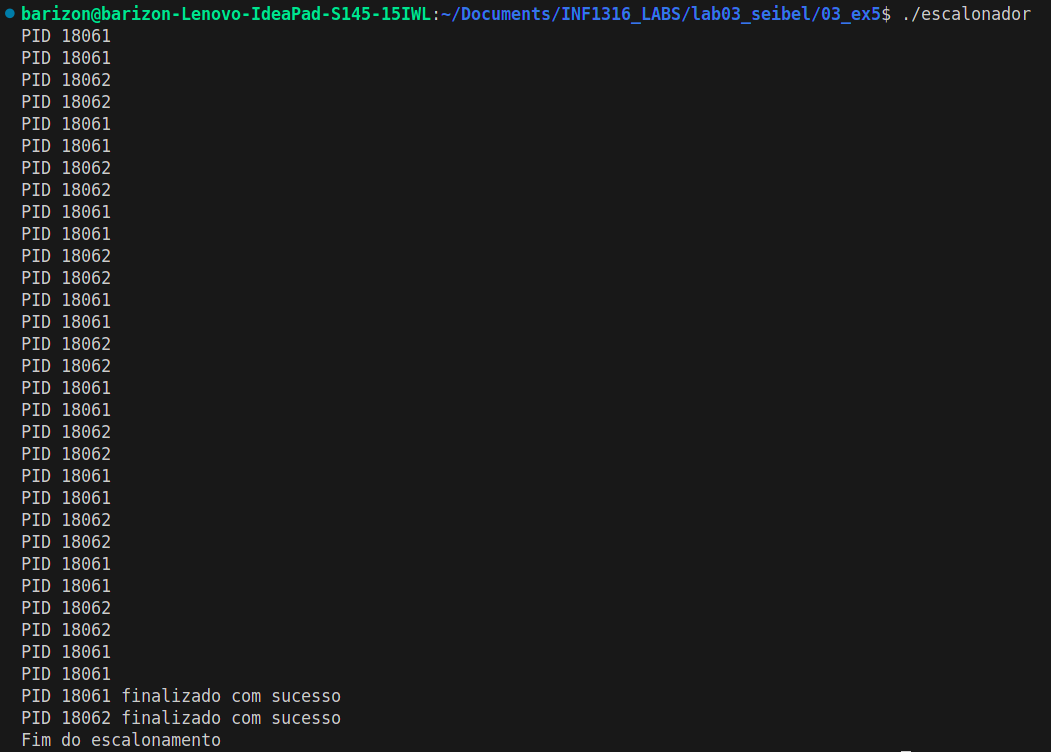 barizon@barizon-Lenovo-IdeaPad-S145-15IWL:~/Documents/INF1316_LABS/lab03_seibel/03_ex5$ ./escalonador
PID 18061
PID 18061
PID 18062
PID 18062
PID 18061
PID 18061
PID 18062
PID 18062
PID 18061
PID 18061
PID 18062
PID 18062
PID 18061
PID 18061
PID 18062
PID 18062
PID 18061
PID 18061
PID 18062
PID 18062
PID 18061
PID 18061
PID 18062
PID 18062
PID 18061
PID 18061
PID 18062
PID 18062
PID 18061
PID 18061
PID 18061 finalizado com sucesso
PID 18062 finalizado com sucesso
Fim do escalonamento